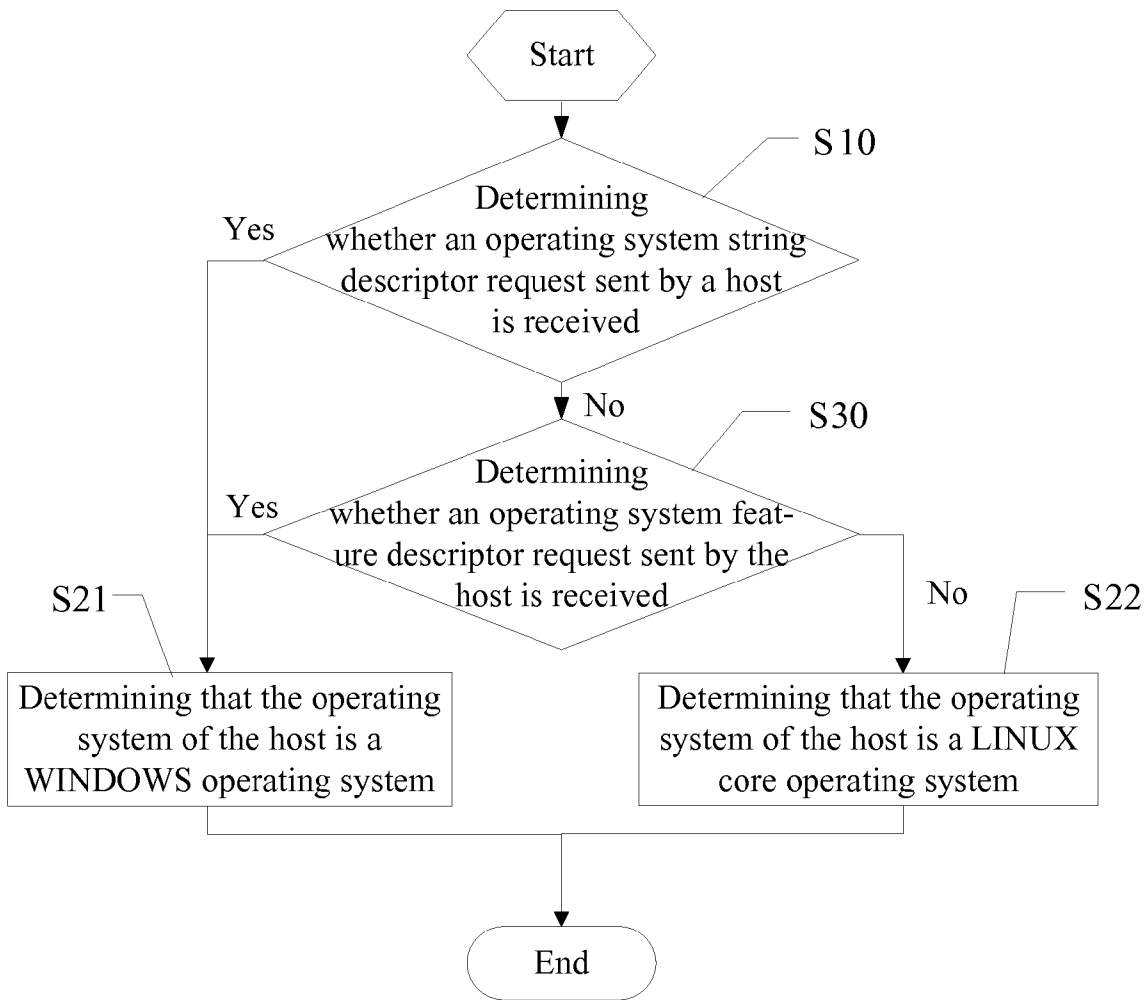 Start
S10
Determining
whether an operating system string
descriptor request sent by a host
is received
Yes
No
S30
Determining
whether an operating system feat-
ure descriptor request sent by the
host is received
Yes
No
S21
S22
Determining that the operating
system of the host is a
WINDOWS operating system
Determining that the operating
system of the host is a LINUX
core operating system
End